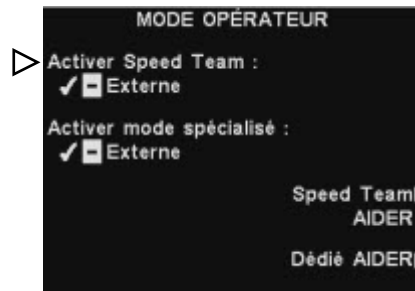 MODE OPÉRATEUR
Activer Speed Team :
✓ - Externe
Activer mode spécialisé :
✓ - Externe
Speed Team
AIDER
Dédié AIDER